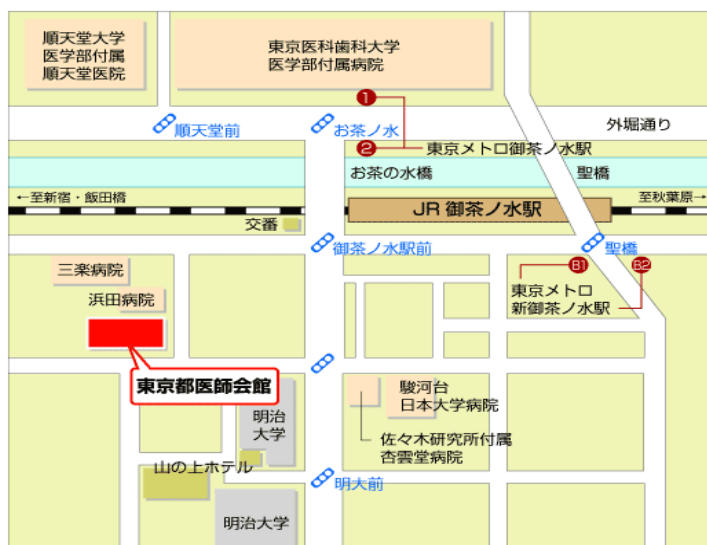 順天堂大学
医学部付属
順天堂医院
東京医科歯科大学
医学部付属病院
1
順天堂前
お茶ノ水
外堀通り
2
東京メトロ御茶ノ水駅
お茶の水橋
聖橋
←至新宿・飯田橋
至秋葉原→
JR 御茶ノ水駅
交番
御茶ノ水駅前
聖橋
三楽病院
B1
B2
浜田病院
東京メトロ
新御茶ノ水駅
東京都医師会館
駿河台
日本大学病院
明治
大学
佐々木研究所付属
杏雲堂病院
山の上ホテル
明大前
明治大学